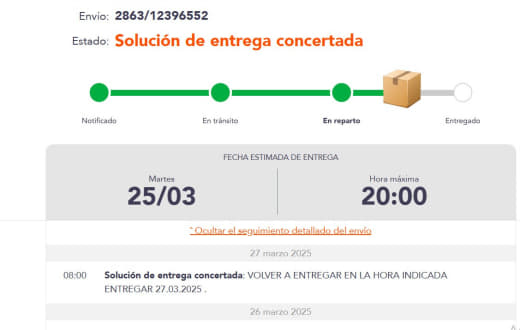 Envío: 2863/12396552
Estado: Solución de entrega concertada
Notificado
En tránsito
En reparto
Entregado
FECHA ESTIMADA DE ENTREGA
Martes
25/03
Hora máxima
20:00
ˆ Ocultar el seguimiento detallado del envío
27 marzo 2025
08:00 Solución de entrega concertada: VOLVER A ENTREGAR EN LA HORA INDICADA
ENTREGAR 27.03.2025 .
26 marzo 2025